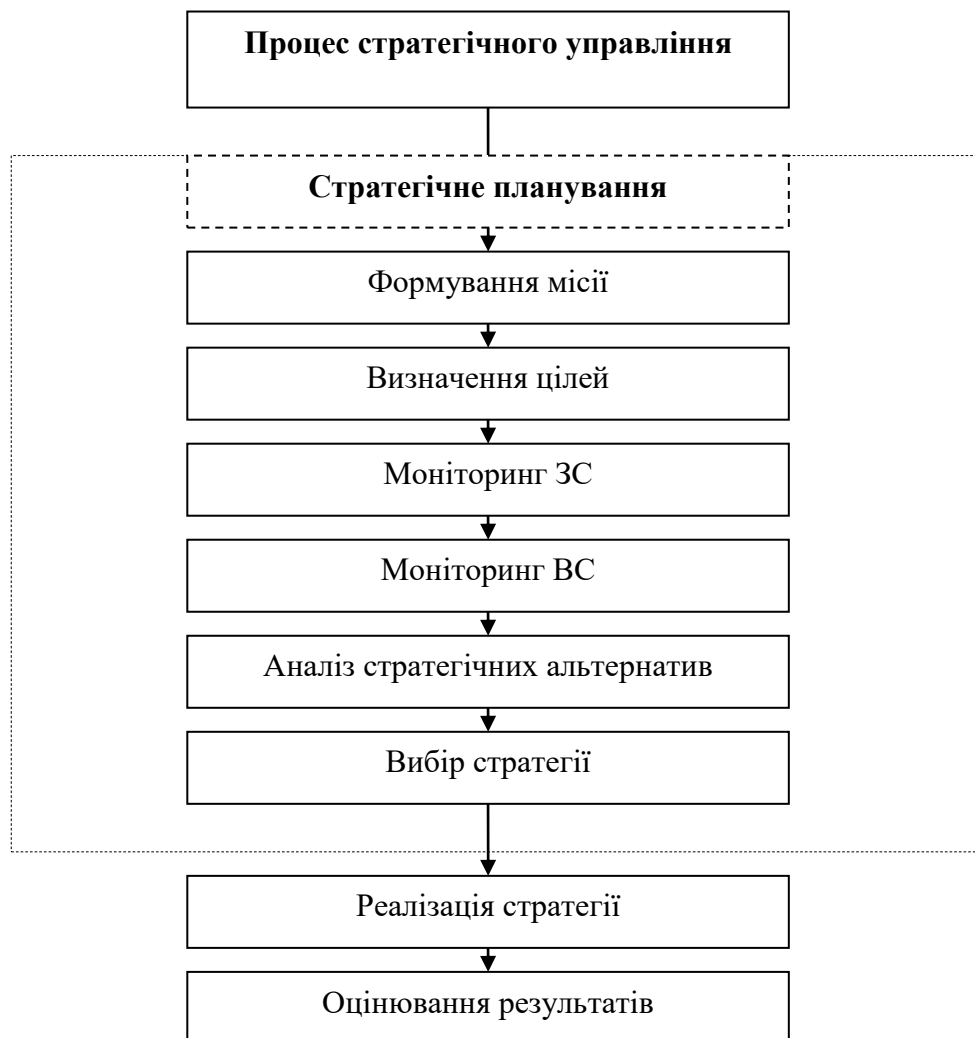 Процес стратегічного управління
Стратегічне планування
Формування місії
Визначення цілей
Моніторинг ЗС
Моніторинг ВС
Аналіз стратегічних альтернатив
Вибір стратегії
Реалізація стратегії
Оцінювання результатів